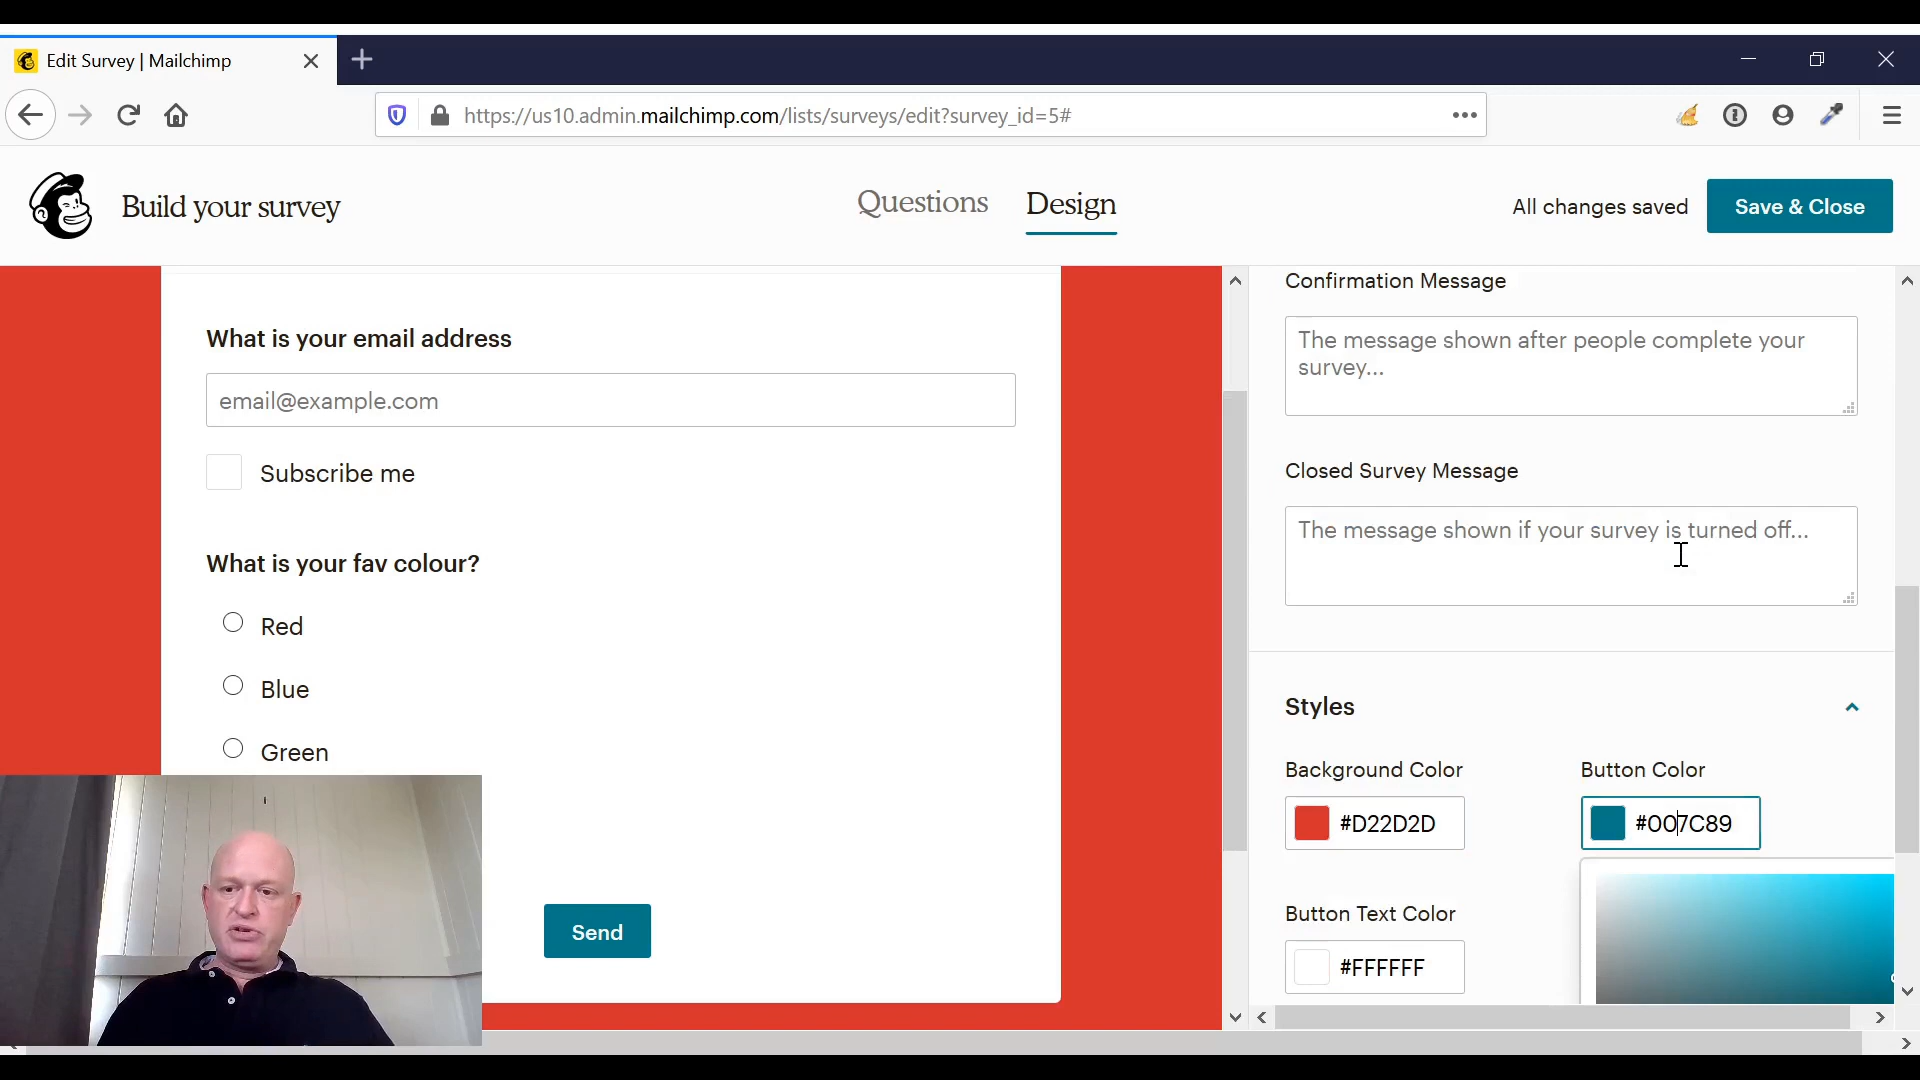 Edit Survey | Mailchimp
https://us10.admin.mailchimp.com/lists/surveys/edit?survey_id=5#
Build your survey
Questions
Design
All changes saved
Save & Close
What is your email address
email@example.com
Subscribe me
What is your fav colour?
Red
Blue
Green
Send
Confirmation Message
The message shown after people complete your
survey...
Closed Survey Message
The message shown if your survey is turned off...
Styles
Background Color
Button Color
#D22D2D
#007C89
Button Text Color
#FFFFFF